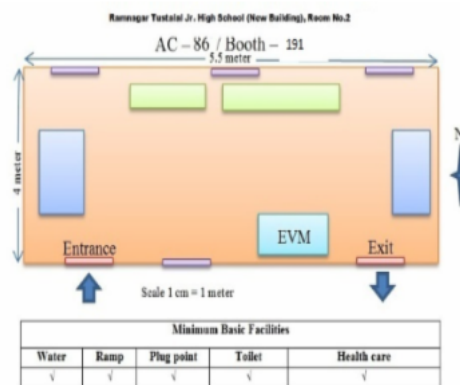 Ramnagar Tustalal Jr. High School (New Building), Room No.2
AC – 86 / Booth – 191
5.5 meter
4 meter
N
EVM
Entrance
Exit
Scale 1 cm = 1 meter
Minimum Basic Facilities
Water Ramp Plug point Toilet Health care
√ √ √ √ √